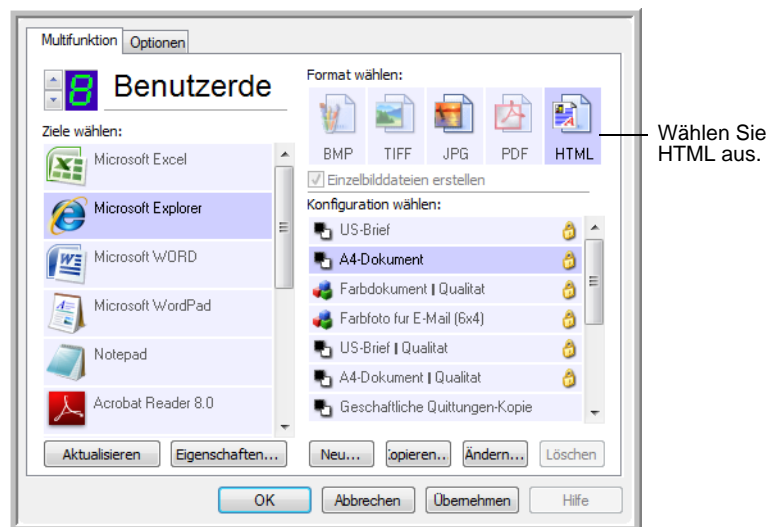 Multifunktion
Optionen
8
Benutzerde
Ziele wählen:
Microsoft Excel
Microsoft Explorer
Microsoft WORD
Microsoft WordPad
Notepad
Acrobat Reader 8.0
Aktualisieren
Eigenschaften...
Format wählen:
BMP
TIFF
JPG
PDF
HTML
Einzelbilddateien erstellen
Konfiguration wählen:
US-Brief
A4-Dokument
Farbdokument | Qualitat
Farbfoto fur E-Mail (6x4)
US-Brief | Qualitat
A4-Dokument | Qualitat
Geschaftliche Quittungen-Kopie
Neu...
opieren..
Ändern...
Löschen
OK
Abbrechen
Übernehmen
Hilfe
Wählen Sie
HTML aus.